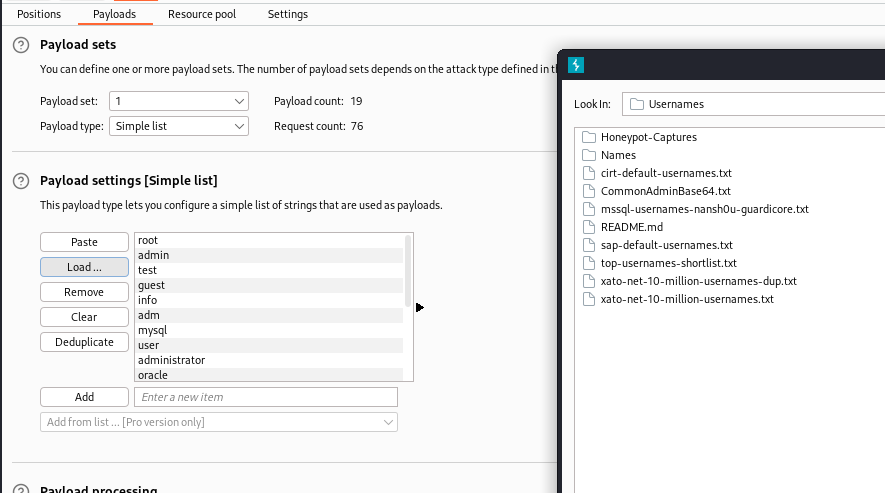 Positions Payloads Resource pool Settings
Payload sets
You can define one or more payload sets. The number of payload sets depends on the attack type defined in th
Payload set: 1 Payload count: 19
Payload type: Simple list Request count: 76
Payload settings [Simple list]
This payload type lets you configure a simple list of strings that are used as payloads.
Paste
Load ...
Remove
Clear
Deduplicate
root
admin
test
guest
info
adm
mysql
user
administrator
oracle
Add Enter a new item
Add from list ... [Pro version only]
Payload processing
Look In: Usernames
Honeypot-Captures
Names
cirt-default-usernames.txt
CommonAdminBase64.txt
mssql-usernames-nansh0u-guardicore.txt
README.md
sap-default-usernames.txt
top-usernames-shortlist.txt
xato-net-10-million-usernames-dup.txt
xato-net-10-million-usernames.txt